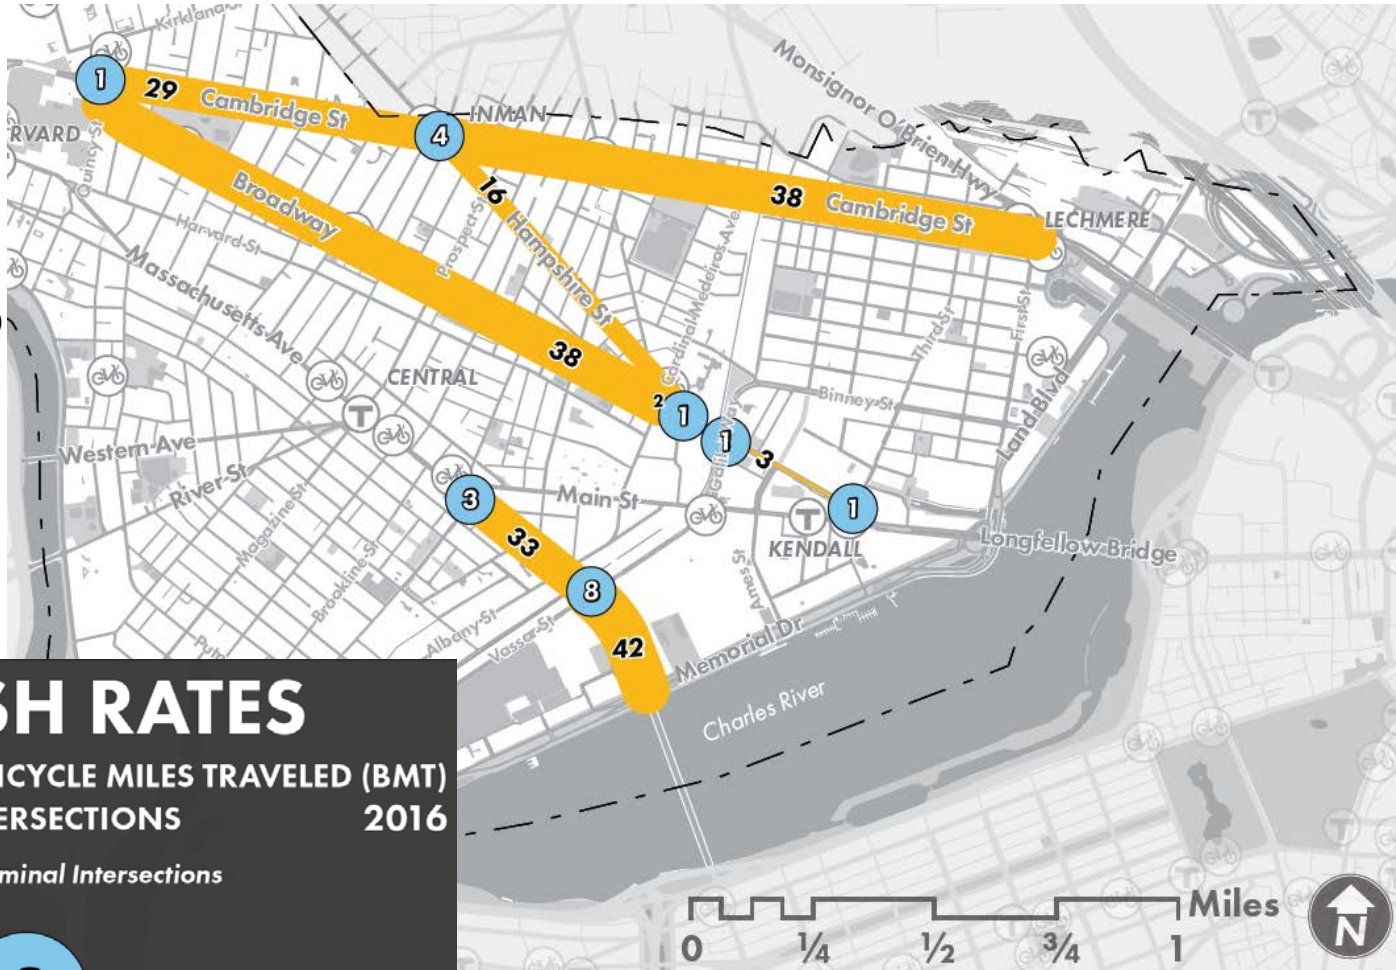 Kirkland St
Monsignor O'Brien Hwy
1
29
Cambridge St
INMAN
4
RVARD
Quincy St
16
38
Cambridge St
LECHMERE
Broadway
Harvard St
Prospect St
Hampshire St
Cardinal Medeiros Ave
Massachusetts Ave
Third St
First St
38
CENTRAL
T
T
T
2
1
1
3
Binney St
Land Blvd
Western Ave
River St
Magazine St
Brookline St
3
Main St
Galilei Way
T
1
KENDALL
Longfellow Bridge
33
8
Ames St
Albany St
Vassar St
42
Memorial Dr
Charles River
T
T
SH RATES
ICYCLE MILES TRAVELED (BMT)
ERSECTIONS 2016
minal Intersections
Miles
0 1/4 1/2 3/4 1
N